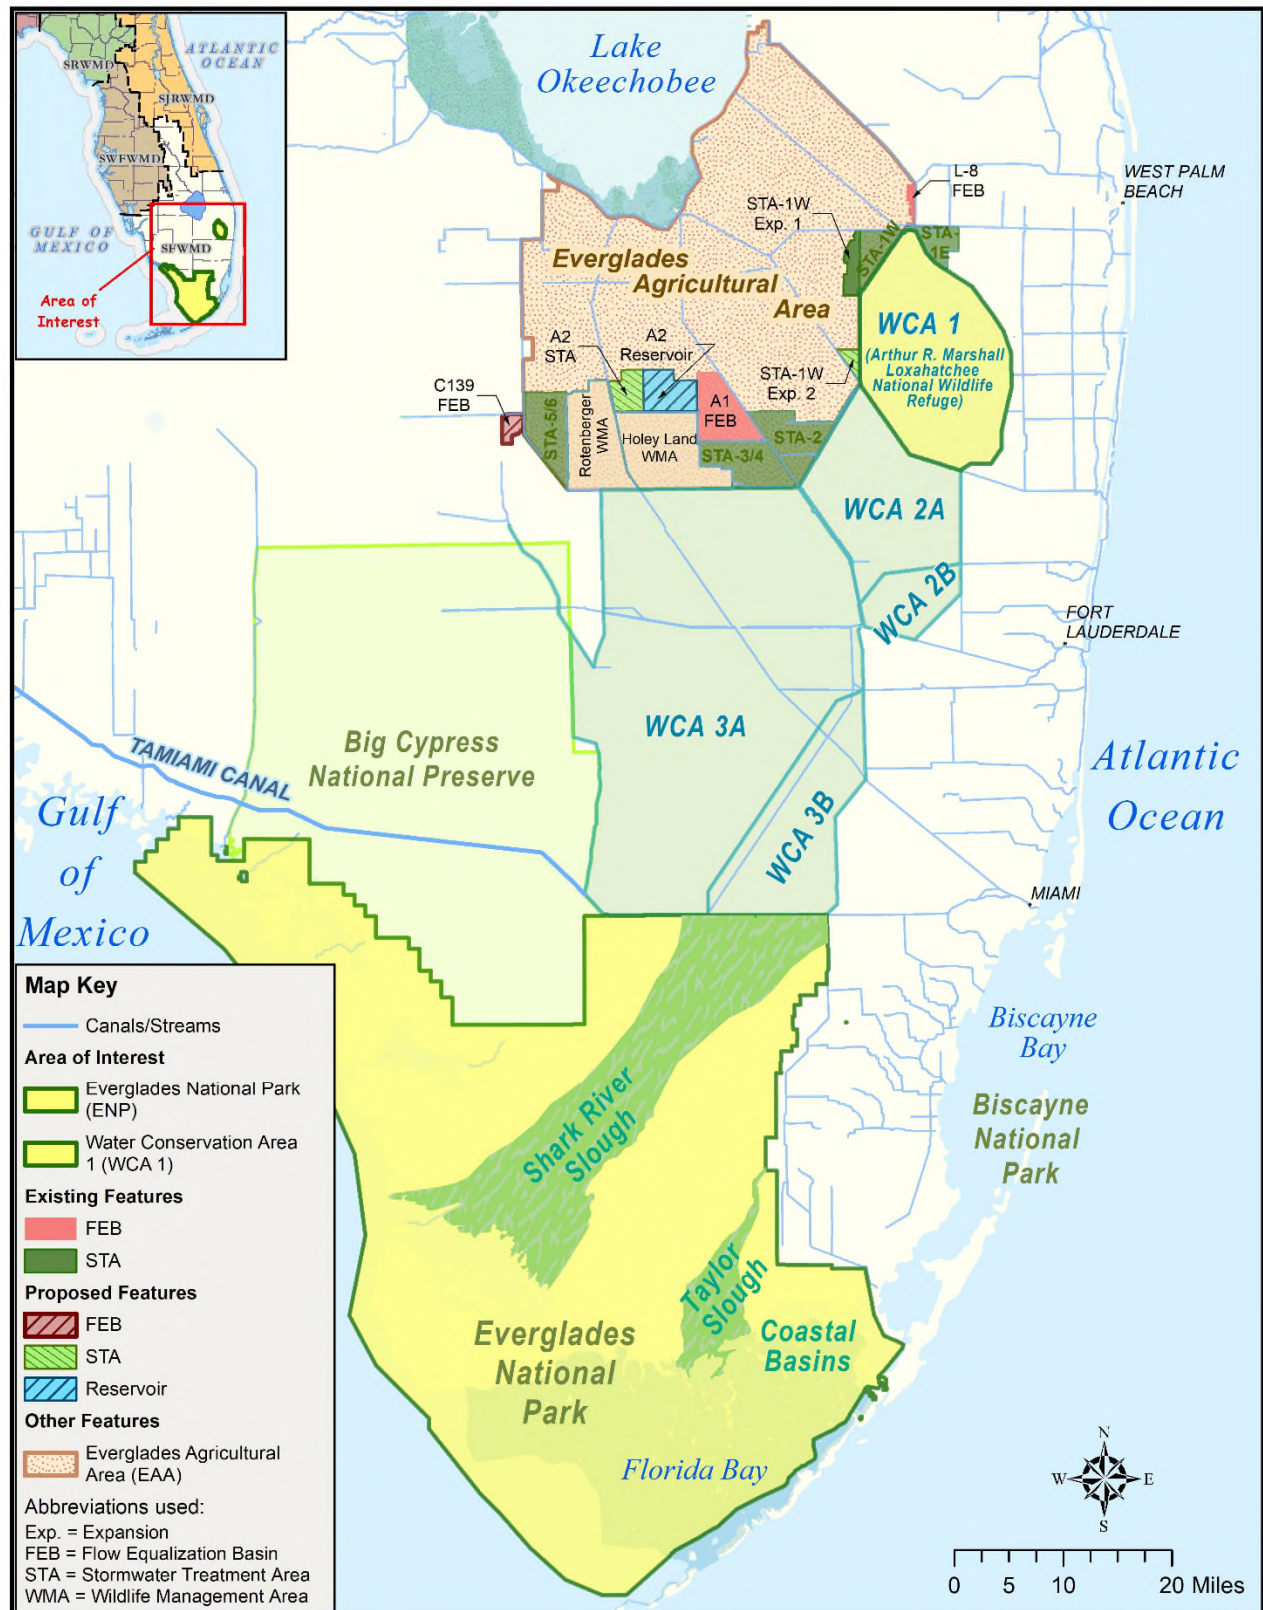 ATLANTIC
OCEAN
SRWMD
SJRWMD
SWFWMD
GULF OF
MEXICO
SFWMD
Area of
Interest
Lake
Okeechobee
L-8
FEB
WEST PALM
BEACH
STA-1W
Exp. 1
STA-1W
STA-
1E
Everglades
Agricultural
Area
WCA 1
(Arthur R. Marshall
Loxahatchee
National Wildlife
Refuge)
A2
STA
A2
Reservoir
STA-1W
Exp. 2
C139
FEB
STA-5/6
Rotenberger
WMA
Holey Land
WMA
A1
FEB
STA-2
STA-3/4
WCA 2A
WCA 2B
FORT
LAUDERDALE
WCA 3A
Big Cypress
National Preserve
TAMIAMI CANAL
WCA 3B
Atlantic
Ocean
Gulf
of
Mexico
MIAMI
Biscayne
Bay
Biscayne
National
Park
Shark River
Slough
Taylor
Slough
Coastal
Basins
Everglades
National
Park
Florida Bay
Map Key
Canals/Streams
Area of Interest
Everglades National Park
(ENP)
Water Conservation Area
1 (WCA 1)
Existing Features
FEB
STA
Proposed Features
FEB
STA
Reservoir
Other Features
Everglades Agricultural
Area (EAA)
Abbreviations used:
Exp. = Expansion
FEB = Flow Equalization Basin
STA = Stormwater Treatment Area
WMA = Wildlife Management Area
N
W E
S
0 5 10 20 Miles